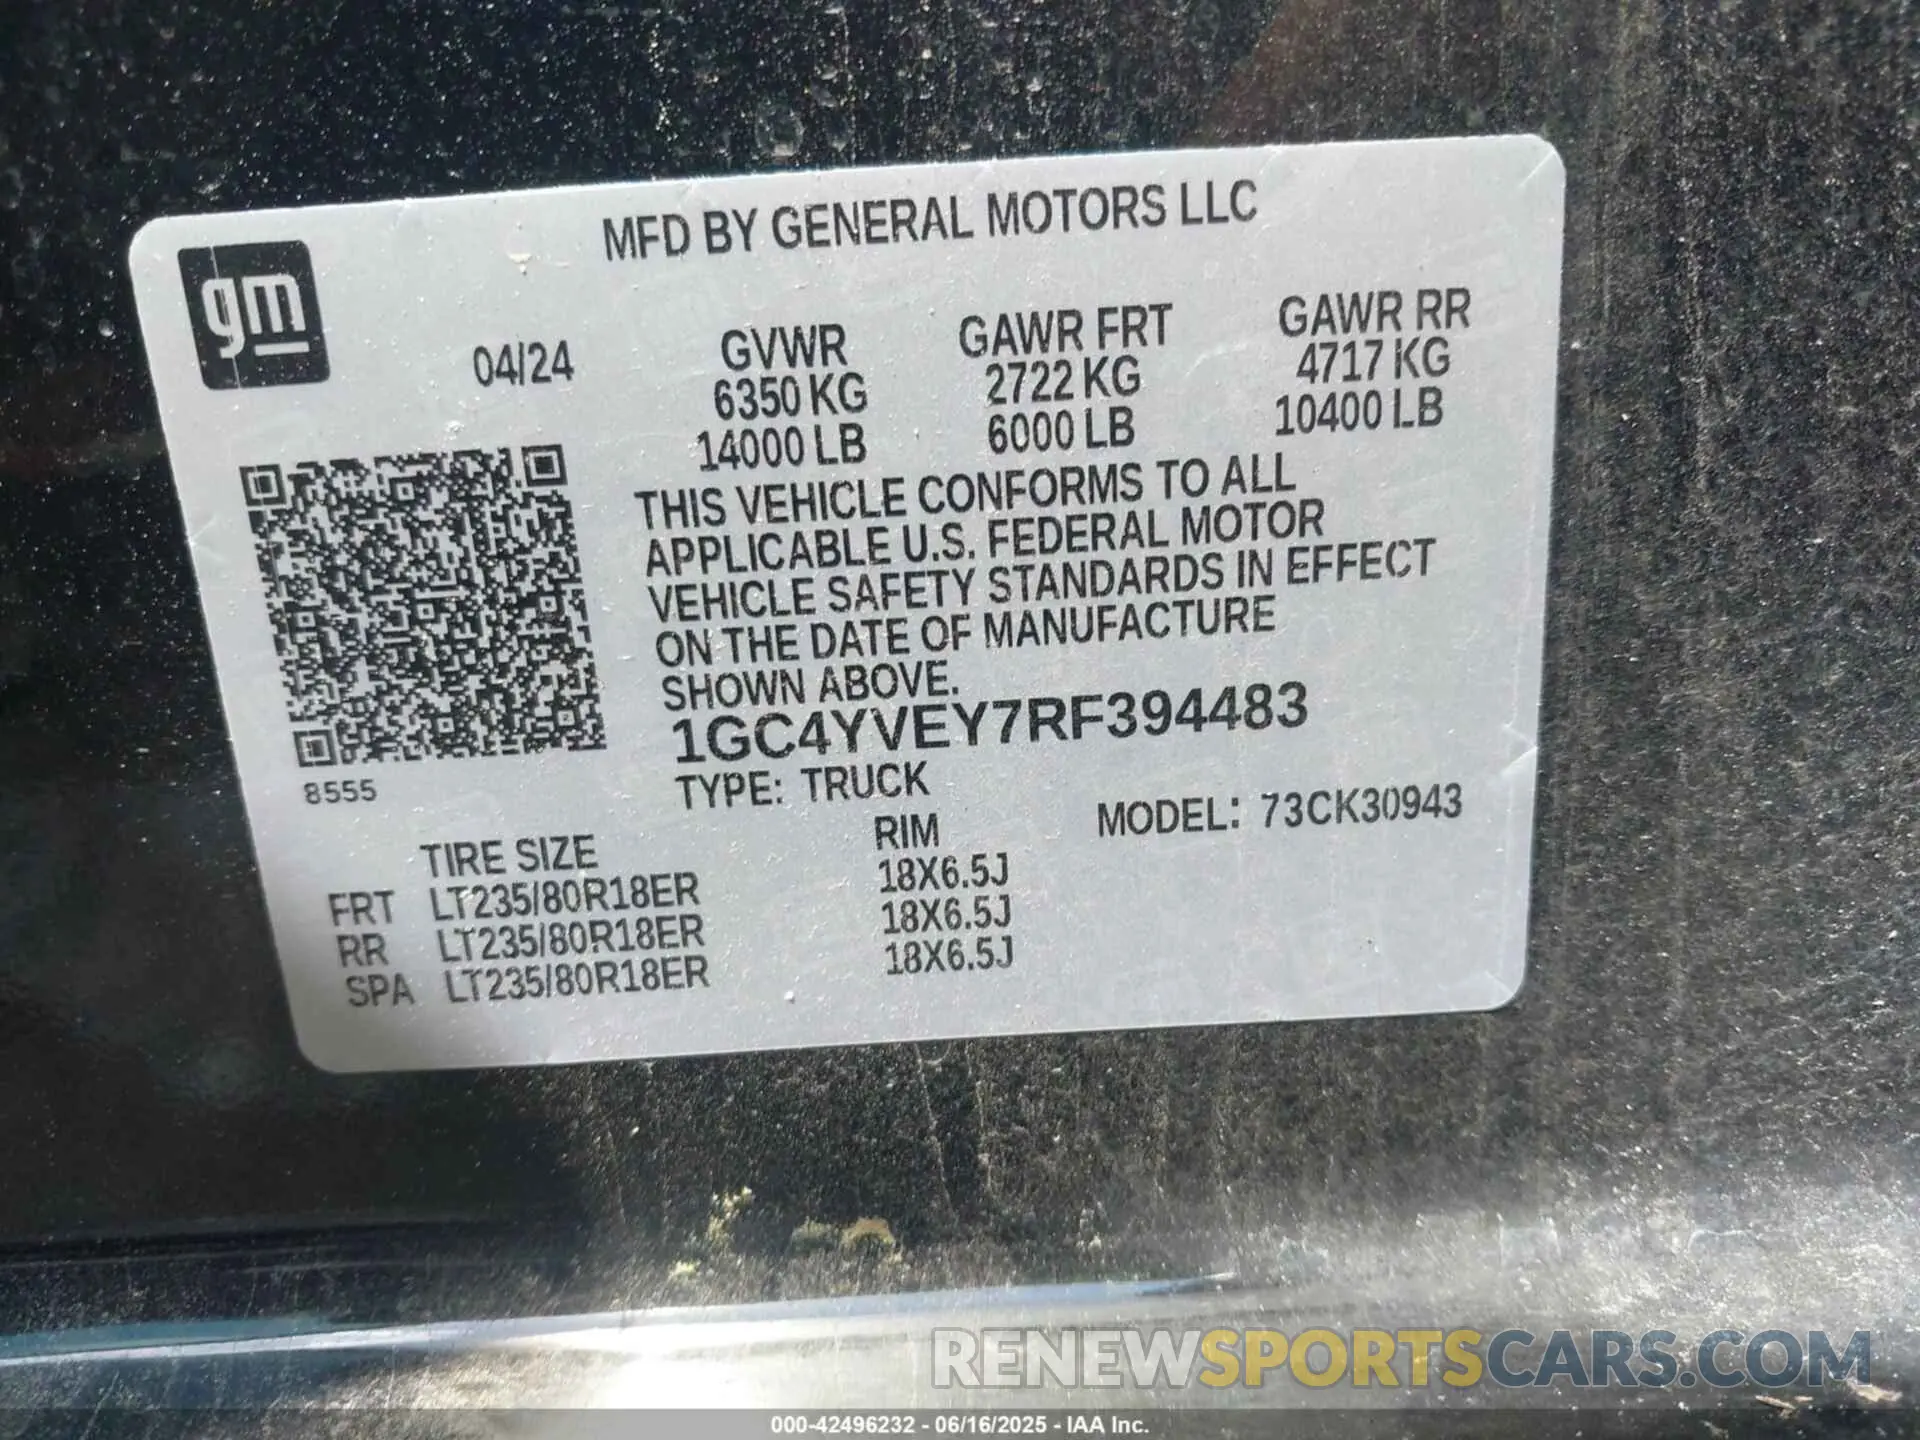 MFD BY GENERAL MOTORS LLC
gm
04/24
GVWR GAWR FRT GAWR RR
6350 KG 2722 KG 4717 KG
14000 LB 6000 LB 10400 LB
THIS VEHICLE CONFORMS TO ALL
APPLICABLE U.S. FEDERAL MOTOR
VEHICLE SAFETY STANDARDS IN EFFECT
ON THE DATE OF MANUFACTURE
SHOWN ABOVE.
1GC4YVEY7RF394483
8555
TYPE: TRUCK
MODEL: 73CK30943
TIRE SIZE RIM
FRT LT235/80R18ER 18X6.5J
RR LT235/80R18ER 18X6.5J
SPA LT235/80R18ER 18X6.5J
RENEWSPORTSCARS.COM
000-42496232 - 06/16/2025 - IAA Inc.